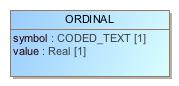 ORDINAL
symbol : CODED_TEXT [1]
value : Real [1]